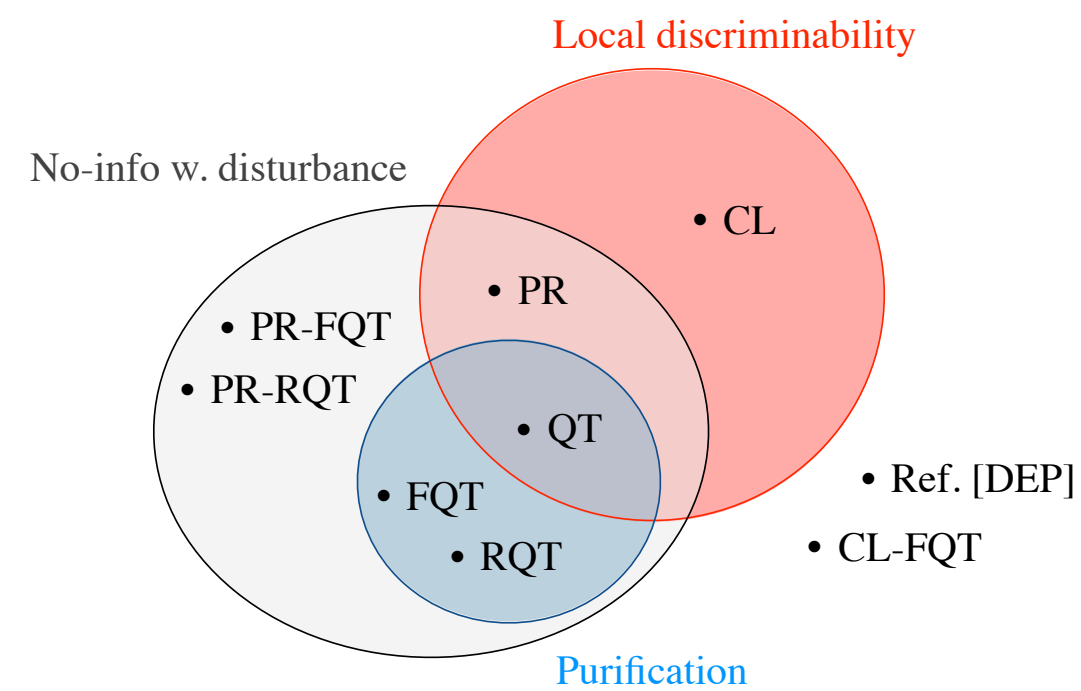 Local discriminability
No-info w. disturbance
• CL
• PR
• PR-FQT
• PR-RQT
• QT
• Ref. [DEP]
• FQT
• CL-FQT
• RQT
Purification